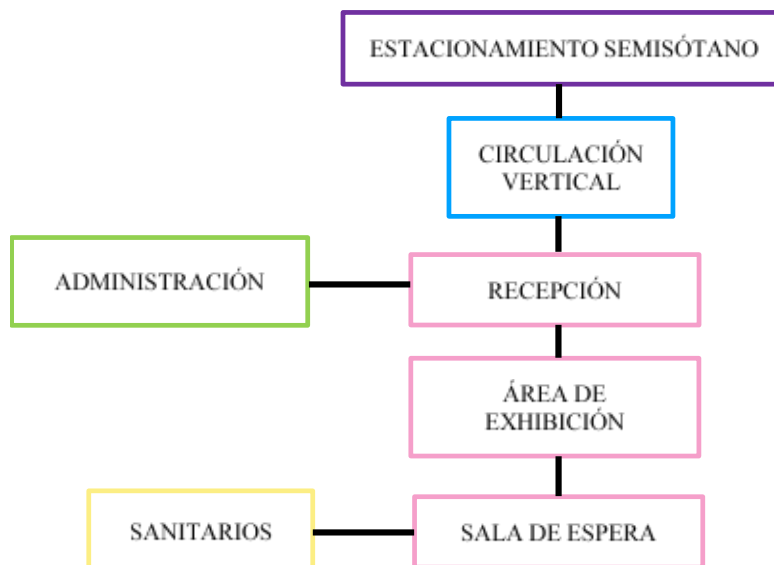 ESTACIONAMIENTO SEMISÓTANO
CIRCULACIÓN
VERTICAL
ADMINISTRACIÓN
RECEPCIÓN
ÁREA DE
EXHIBICIÓN
SANITARIOS
SALA DE ESPERA